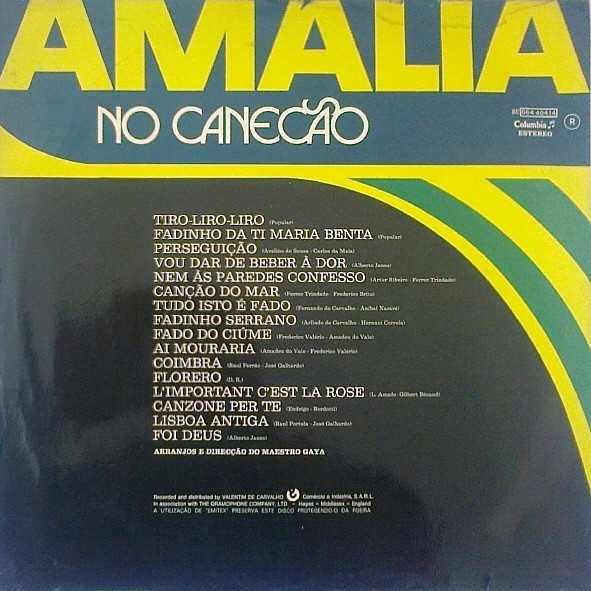 AMÁLIA
NO CANECÃO
8E 064 40414
Columbia
ESTEREO
R
TIRO-LIRO-LIRO (Popular)
FADINHO DA TI MARIA BENTA (Popular)
PERSEGUIÇÃO (Avelino de Sousa - Carlos da Maia)
VOU DAR DE BEBER À DOR (Alberto Janes)
NEM ÀS PAREDES CONFESSO (Artur Ribeiro - Ferrer Trindade)
CANÇÃO DO MAR (Ferrer Trindade - Frederico Brito)
TUDO ISTO É FADO (Fernando de Carvalho - Anibal Nazaré)
FADINHO SERRANO (Arlindo de Carvalho - Hernani Correia)
FADO DO CIÚME (Frederico Valério - Amadeu do Vale)
AI MOURARIA (Amadeu do Vale - Frederico Valério)
COIMBRA (Raul Ferrão - José Galhardo)
FLORERO (D. R.)
L'IMPORTANT C'EST LA ROSE (L. Amade - Gilbert Bécaud)
CANZONE PER TE (Endrigo - Bardotti)
LISBOA ANTIGA (Raul Portela - José Galhardo)
FOI DEUS (Alberto Janes)
ARRANJOS E DIRECÇÃO DO MAESTRO GAYA
Recorded and distributed by VALENTIM DE CARVALHO Comércio e Indústria, S.A.R.L.
In association with THE GRAMOPHONE COMPANY, LTD. - Hayes - Middlesex - England
A UTILIZAÇÃO DE "EMITEX" PRESERVA ESTE DISCO PROTEGENDO-O DA POEIRA